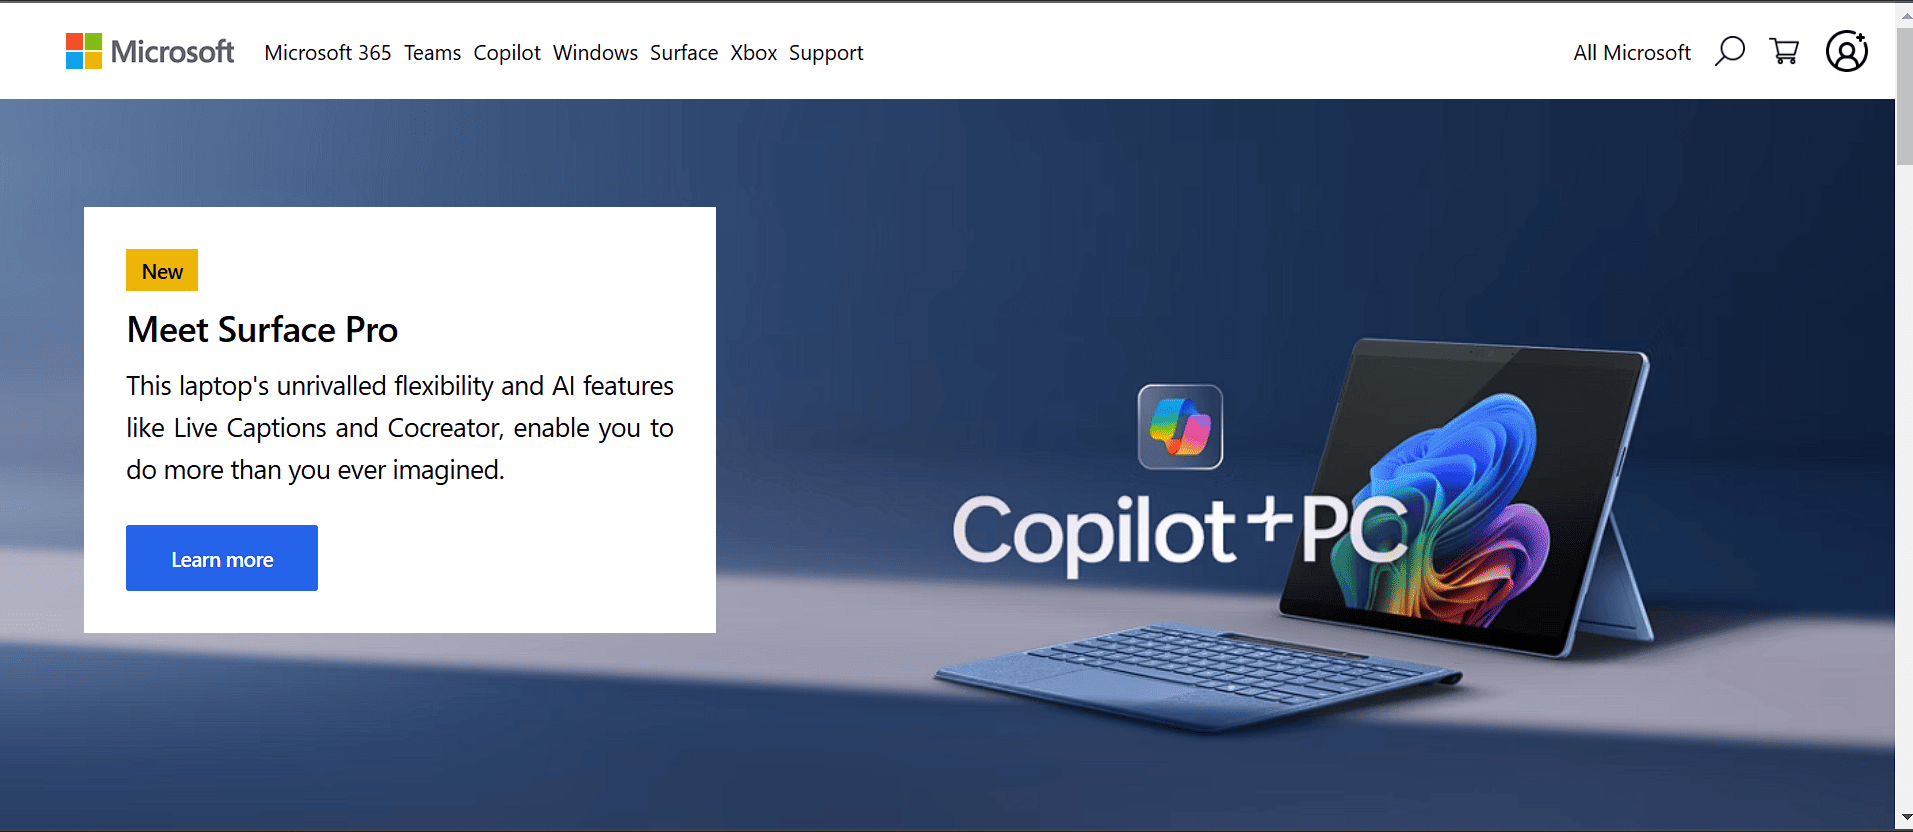 Microsoft
Microsoft 365 Teams Copilot Windows Surface Xbox Support
All Microsoft
New
Meet Surface Pro
This laptop's unrivalled flexibility and AI features
like Live Captions and Cocreator, enable you to
do more than you ever imagined.
Learn more
Copilot+PC